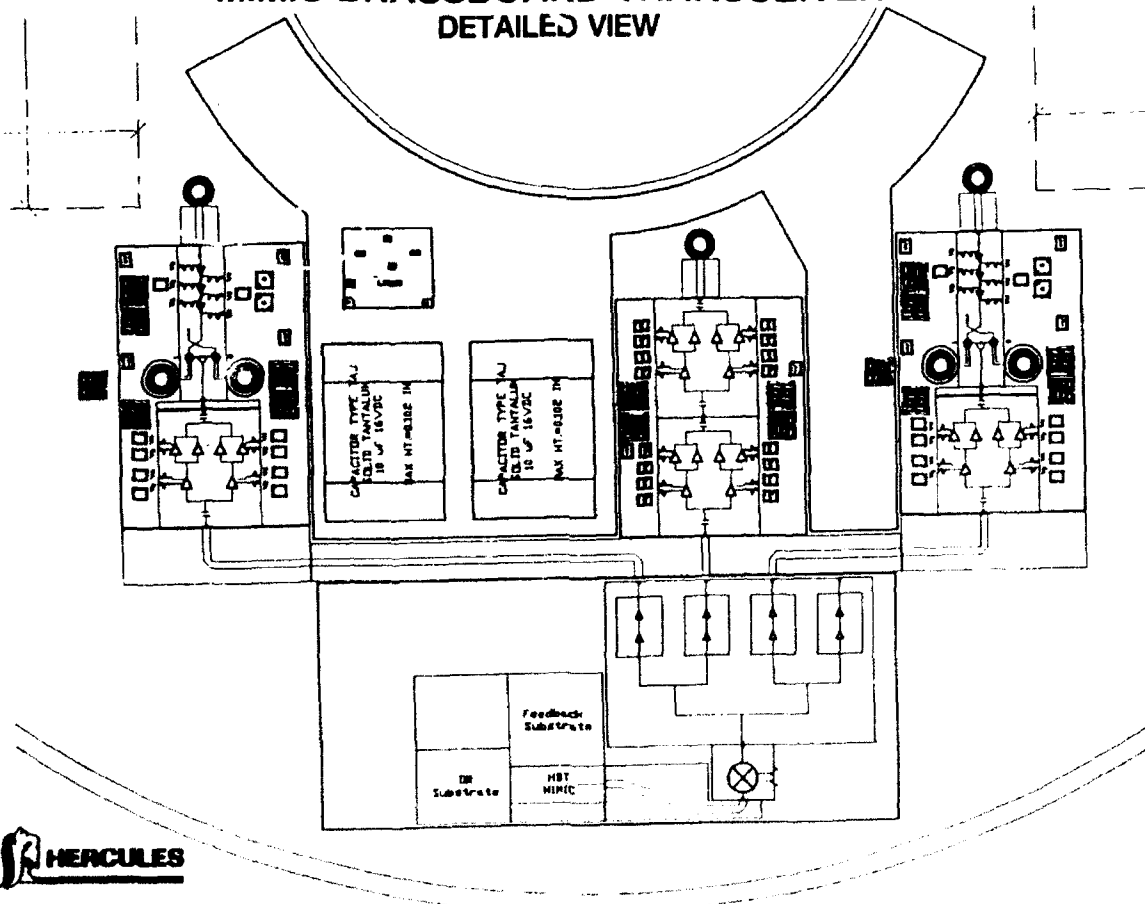 DETAILED VIEW
CAPACITOR TYPE TAJ
SOLID TANTALUM
10 uF 16VDC
MAX HT=0.102 IN
CAPACITOR TYPE TAJ
SOLID TANTALUM
10 uF 16VDC
MAX HT=0.102 IN
Feedback
Substrate
DR
Substrate
HBT
MIMIC
HERCULES